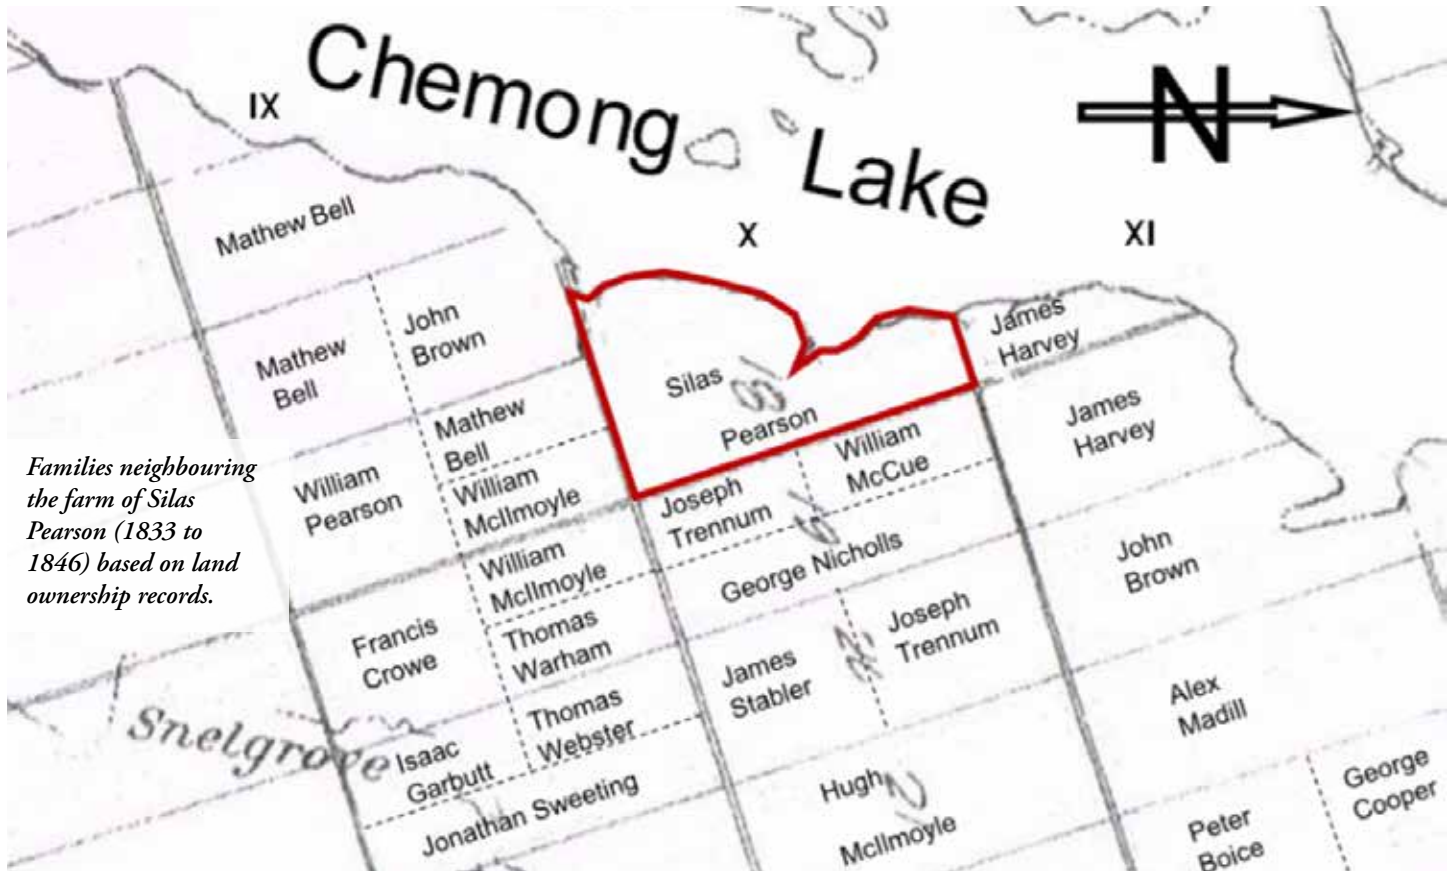 Chemong
Lake
N
IX
X
XI
Mathew Bell
Mathew
Bell
John
Brown
Mathew
Bell
William
Pearson
William
McIlmoyle
Silas
Pearson
William
McCue
Joseph
Trennum
George Nicholls
James
Harvey
James
Harvey
John
Brown
William
McIlmoyle
Francis
Crowe
Thomas
Warham
James
Stabler
Joseph
Trennum
Alex
Madill
Thomas
Webster
Isaac
Garbutt
Jonathan Sweeting
Hugh
McIlmoyle
Peter
Boice
George
Cooper
Snelgrove
Families neighbouring
the farm of Silas
Pearson (1833 to
1846) based on land
ownership records.